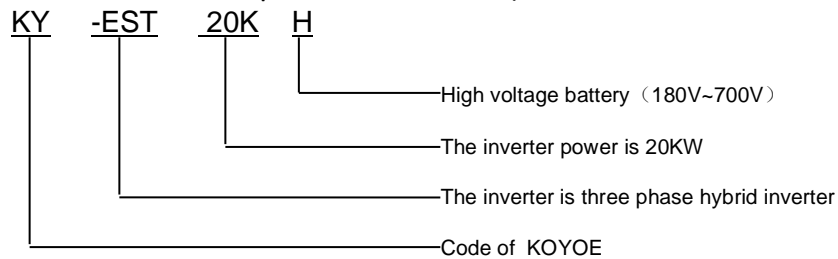 KY -EST 20K H
High voltage battery（180V~700V）
The inverter power is 20KW
The inverter is three phase hybrid inverter
Code of KOYOE